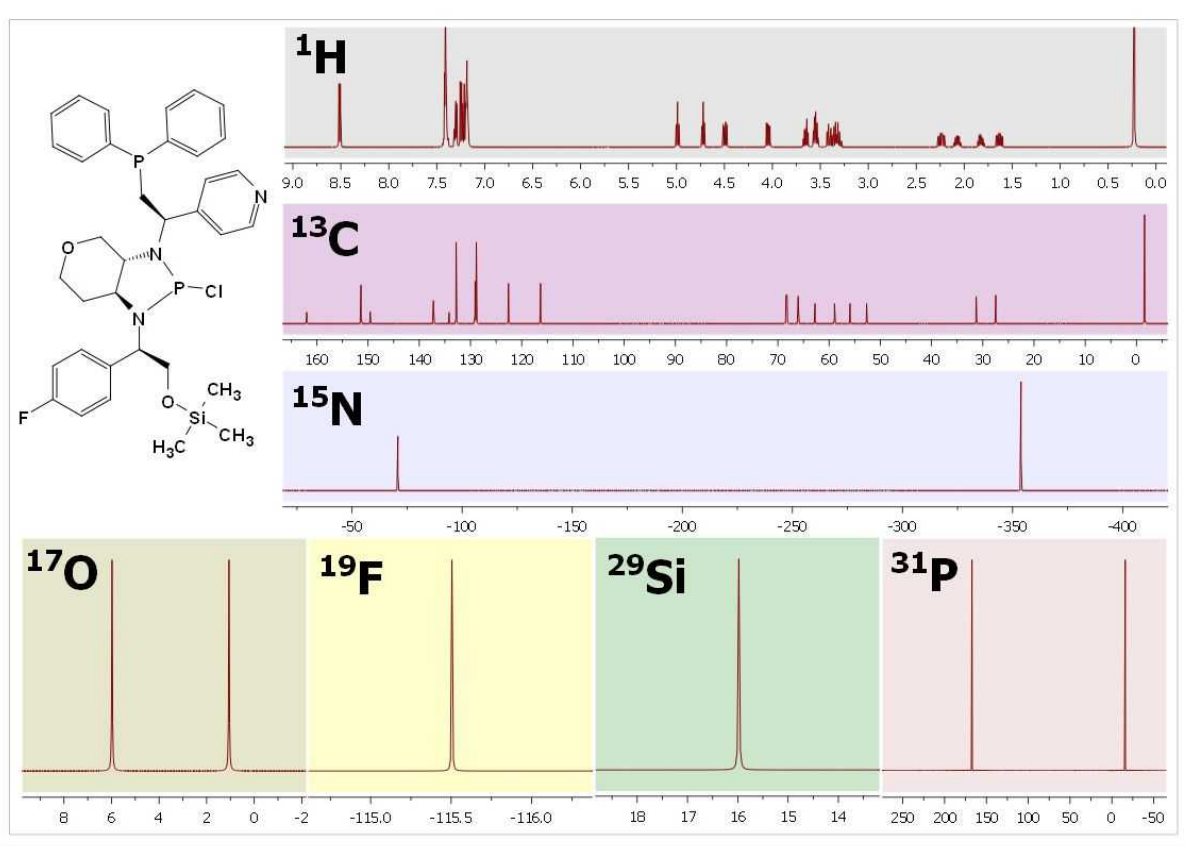 P
N
O
N
P
Cl
N
F
O
Si
CH₃
CH₃
H₃C
¹H
9.0 8.5 7.5 7.0 6.5 5.5 5.0 4.5 4.0 3.5 3.0 2.5 2.0 1.5 1.0 0.5 0.0
¹³C
160 150 140 130 120 110 100 90 80 70 60 50 40 30 20 10 0
¹⁵N
-50 -100 -150 -200 -250 -300 -350 -400
¹⁷O
8 6 4 2 0 -2
¹⁹F
-115.0 -115.5 -116.0
²⁹Si
18 17 16 15 14
³¹P
250 200 150 100 50 0 -50